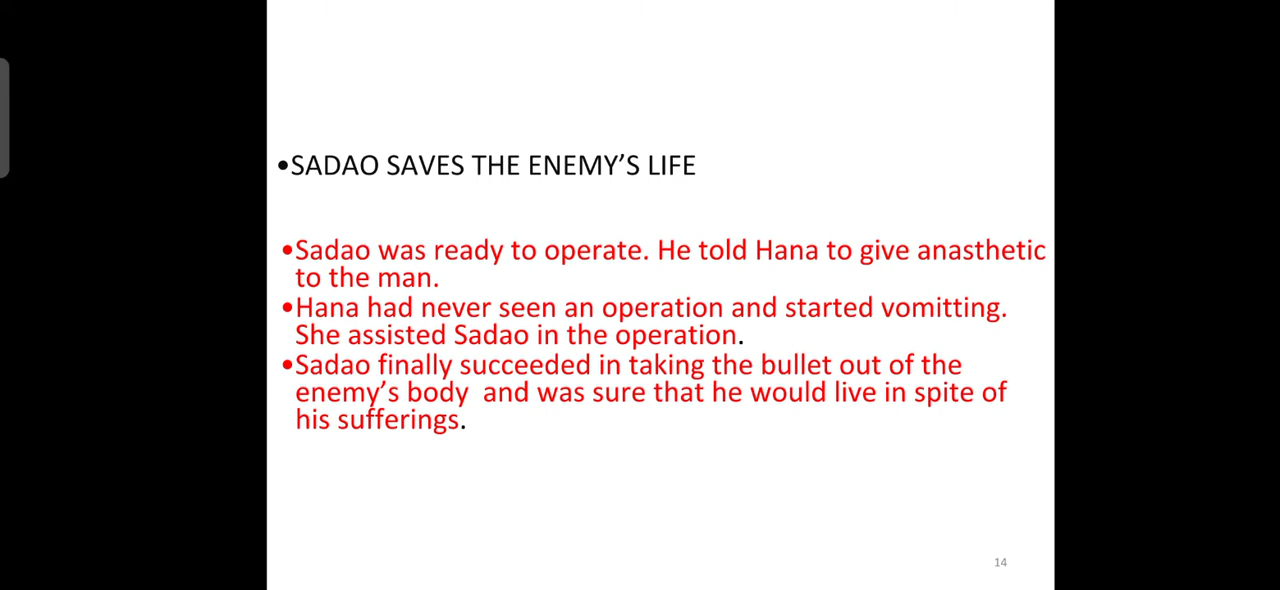 •SADAO SAVES THE ENEMY’S LIFE
•Sadao was ready to operate. He told Hana to give anasthetic
to the man.
•Hana had never seen an operation and started vomitting.
She assisted Sadao in the operation.
•Sadao finally succeeded in taking the bullet out of the
enemy’s body  and was sure that he would live in spite of
his sufferings.
14